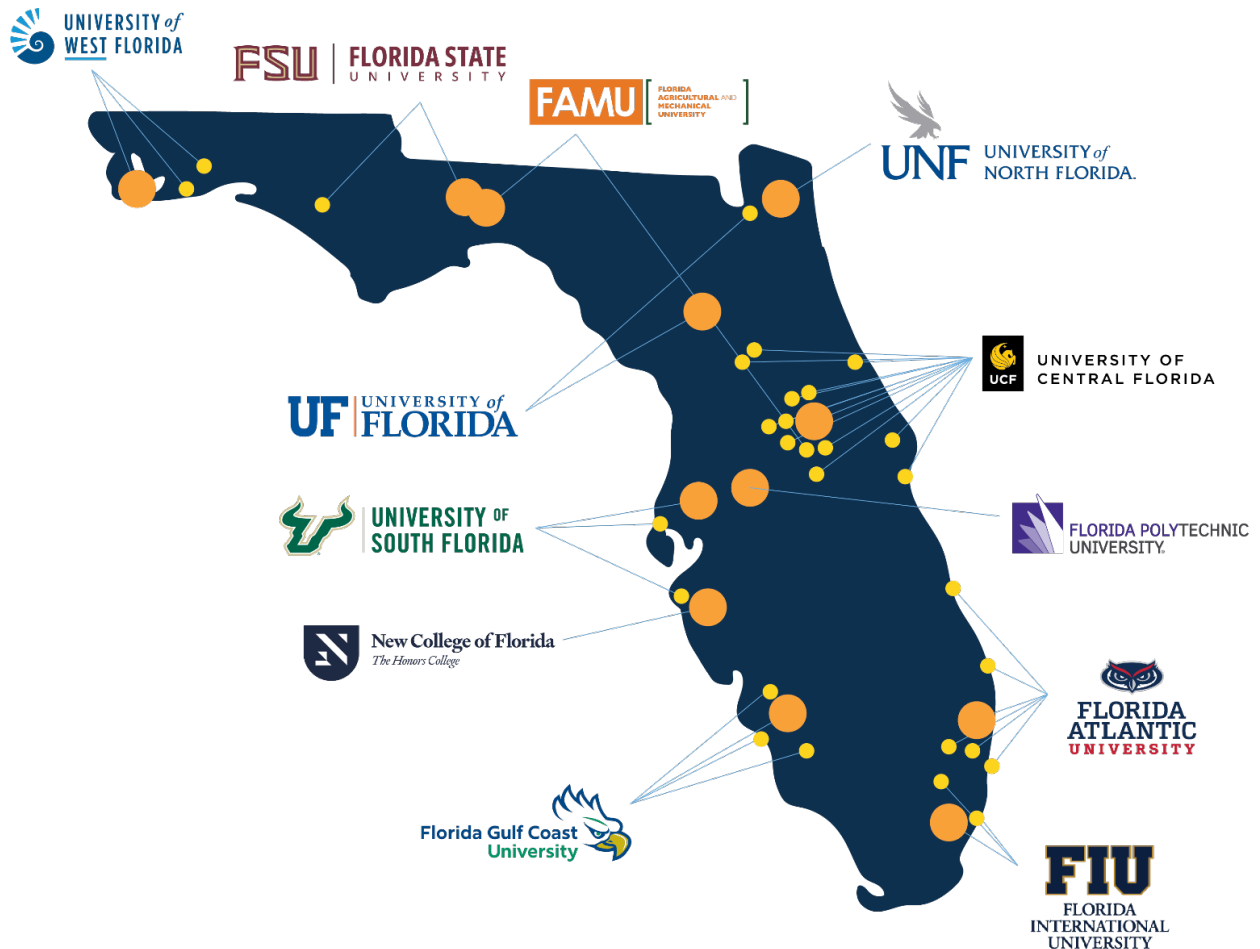 UNIVERSITY of
WEST FLORIDA
FSU
FLORIDA STATE
UNIVERSITY
FAMU
FLORIDA
AGRICULTURAL AND
MECHANICAL
UNIVERSITY
UNF
UNIVERSITY of
NORTH FLORIDA.
UCF
UNIVERSITY OF
CENTRAL FLORIDA
UF
UNIVERSITY of
FLORIDA
UNIVERSITY OF
SOUTH FLORIDA
FLORIDA POLYTECHNIC
UNIVERSITY.
New College of Florida
The Honors College
FLORIDA
ATLANTIC
UNIVERSITY
Florida Gulf Coast
University
FIU
FLORIDA
INTERNATIONAL
UNIVERSITY